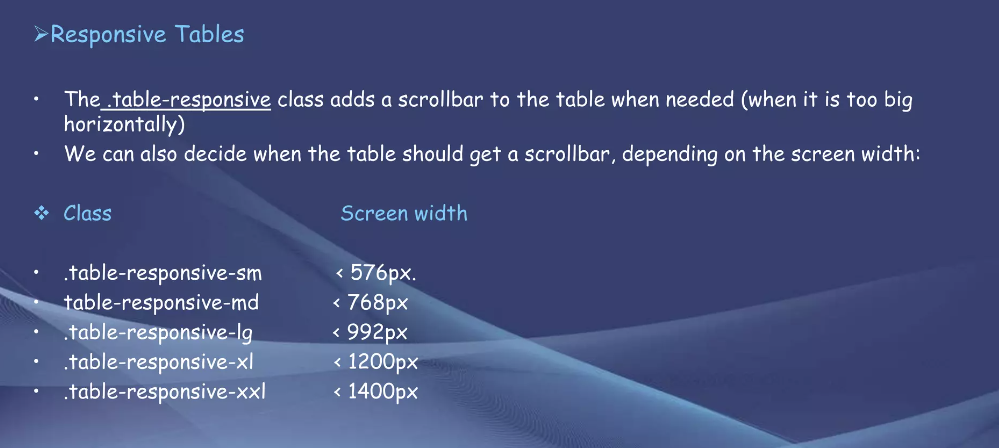 ➢Responsive Tables
• The .table-responsive class adds a scrollbar to the table when needed (when it is too big
horizontally)
• We can also decide when the table should get a scrollbar, depending on the screen width:
❖ Class Screen width
• .table-responsive-sm < 576px.
• table-responsive-md < 768px
• .table-responsive-lg < 992px
• .table-responsive-xl < 1200px
• .table-responsive-xxl < 1400px